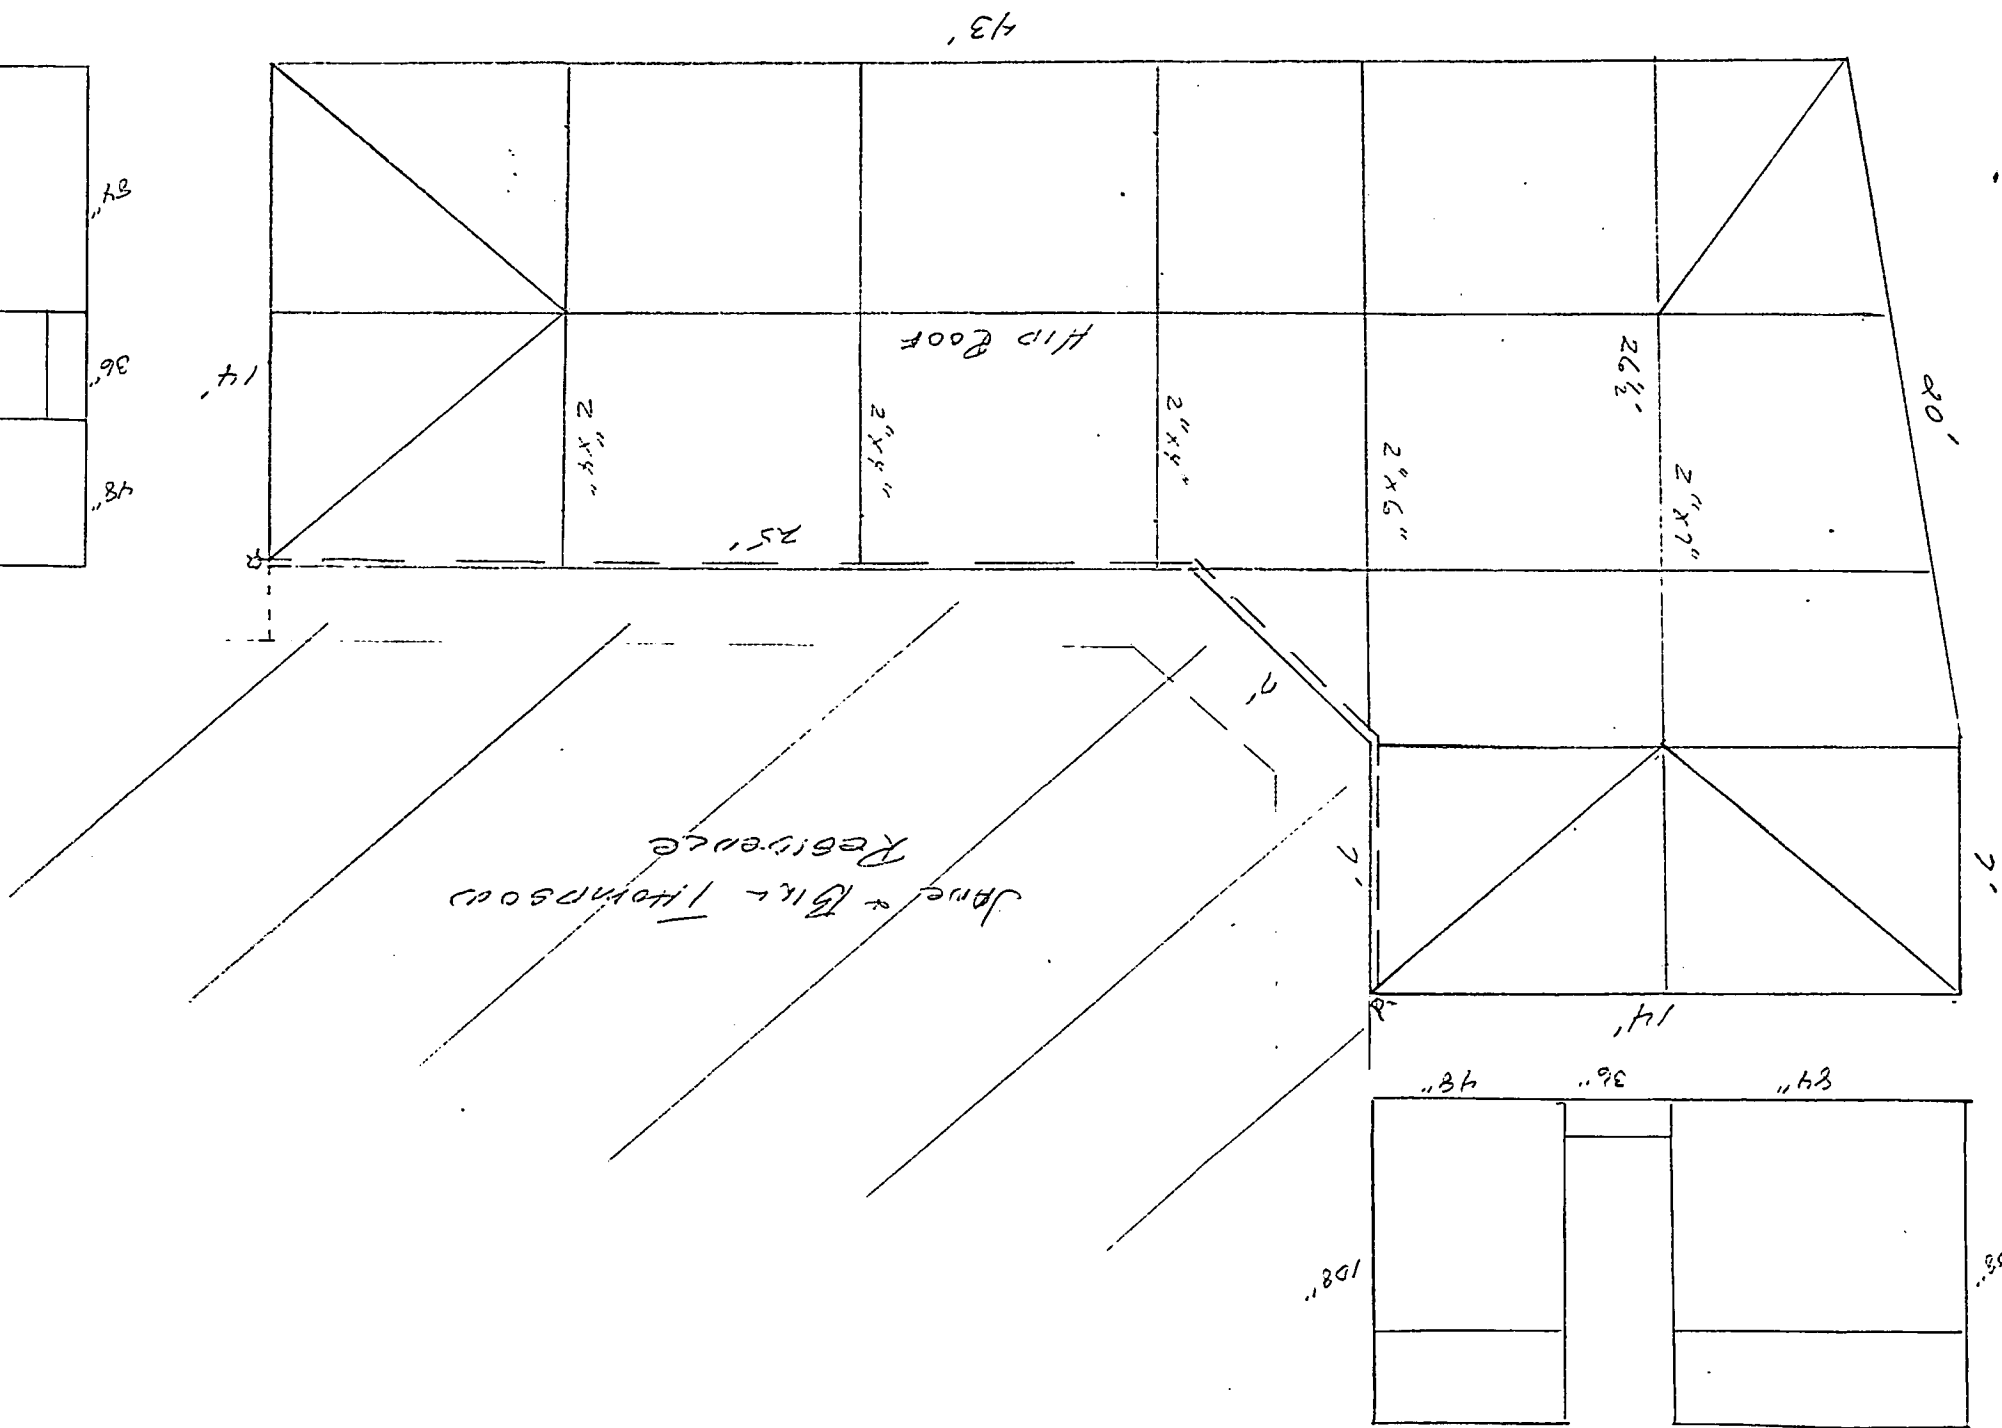 43'
84"
36"
48"
14'
Hip Roof
2"x4"
2"x4"
2"x4"
2"x6"
26½'
2"x7"
20'
25'
7'
7'
7'
14'
Jane & Bill Thompson
Residence
48"
36"
84"
108"